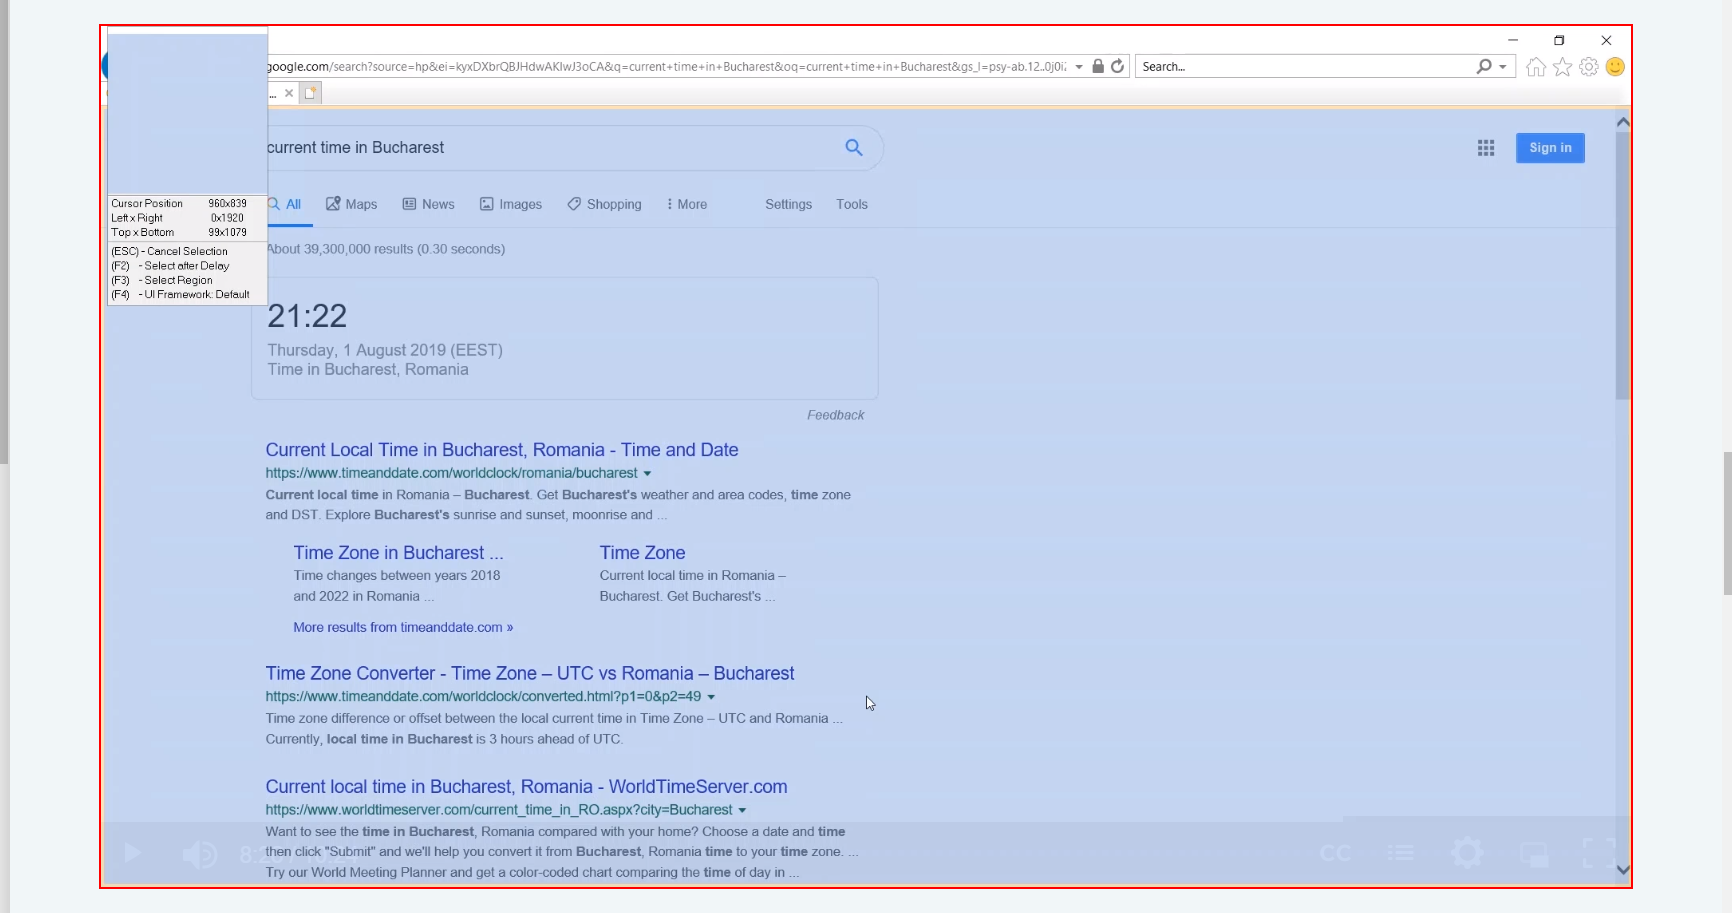 google.com/search?source=hp&ei=kyxDXbrQBJHdwAKIwJ3oCA&q=current+time+in+Bucharest&oq=current+time+in+Bucharest&gs_l=psy-ab.12..0j0i
Search...
...
current time in Bucharest
Sign in
Cursor Position 960x839
Left x Right 0x1920
Top x Bottom 99x1079
(ESC) - Cancel Selection
(F2) - Select after Delay
(F3) - Select Region
(F4) - UI Framework: Default
All Maps News Images Shopping More Settings Tools
About 39,300,000 results (0.30 seconds)
21:22
Thursday, 1 August 2019 (EEST)
Time in Bucharest, Romania
Feedback
Current Local Time in Bucharest, Romania - Time and Date
https://www.timeanddate.com/worldclock/romania/bucharest
Current local time in Romania – Bucharest. Get Bucharest's weather and area codes, time zone
and DST. Explore Bucharest's sunrise and sunset, moonrise and ...
Time Zone in Bucharest ...
Time changes between years 2018
and 2022 in Romania ...
Time Zone
Current local time in Romania –
Bucharest. Get Bucharest's ...
More results from timeanddate.com »
Time Zone Converter - Time Zone – UTC vs Romania – Bucharest
https://www.timeanddate.com/worldclock/converted.html?p1=0&p2=49
Time zone difference or offset between the local current time in Time Zone – UTC and Romania ...
Currently, local time in Bucharest is 3 hours ahead of UTC.
Current local time in Bucharest, Romania - WorldTimeServer.com
https://www.worldtimeserver.com/current_time_in_RO.aspx?city=Bucharest
Want to see the time in Bucharest, Romania compared with your home? Choose a date and time
then click "Submit" and we'll help you convert it from Bucharest, Romania time to your time zone. ...
Try our World Meeting Planner and get a color-coded chart comparing the time of day in ...
CC